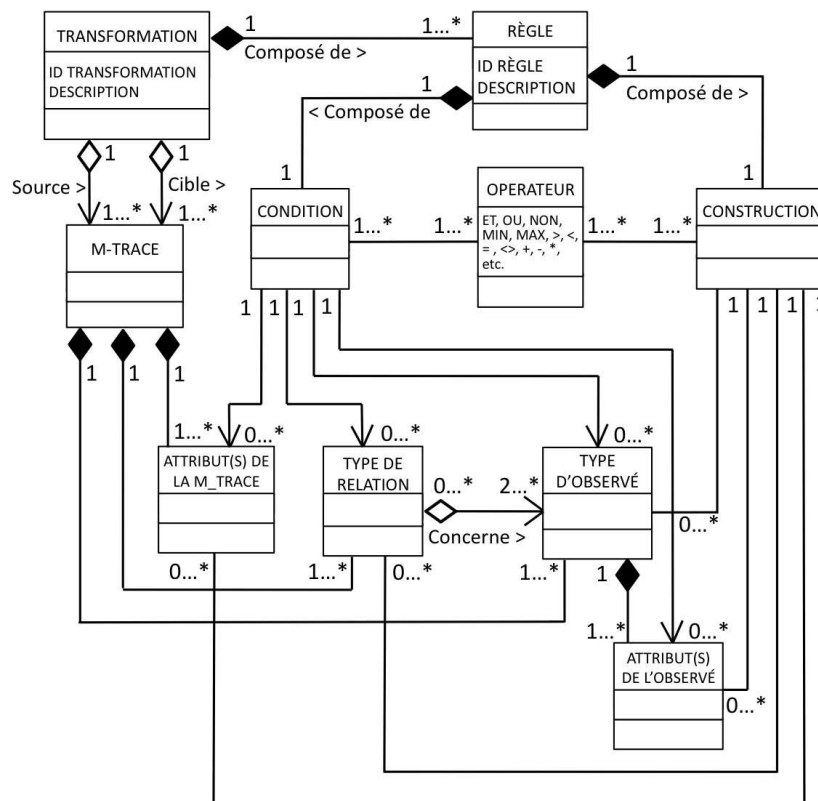 TRANSFORMATION
ID TRANSFORMATION
DESCRIPTION
1
Composé de >
1...*
RÈGLE
ID RÈGLE
DESCRIPTION
1
< Composé de
1
Composé de >
1
1
Source >
1...*
Cible >
1...*
1
1
M-TRACE
CONDITION
1...*
1...*
OPERATEUR
ET, OU, NON,
MIN, MAX, >, <,
= , <>, +, -, *,
etc.
1...*
1...*
CONSTRUCTION
1
1
1
1
1
1
1
1
1
1
1
1...*
0...*
ATTRIBUT(S) DE
LA M_TRACE
0...*
TYPE DE
RELATION
0...*
Concerne >
2...*
0...*
TYPE
D'OBSERVÉ
0...*
0...*
1...*
0...*
1...*
1
1...*
0...*
ATTRIBUT(S)
DE L'OBSERVÉ
0...*